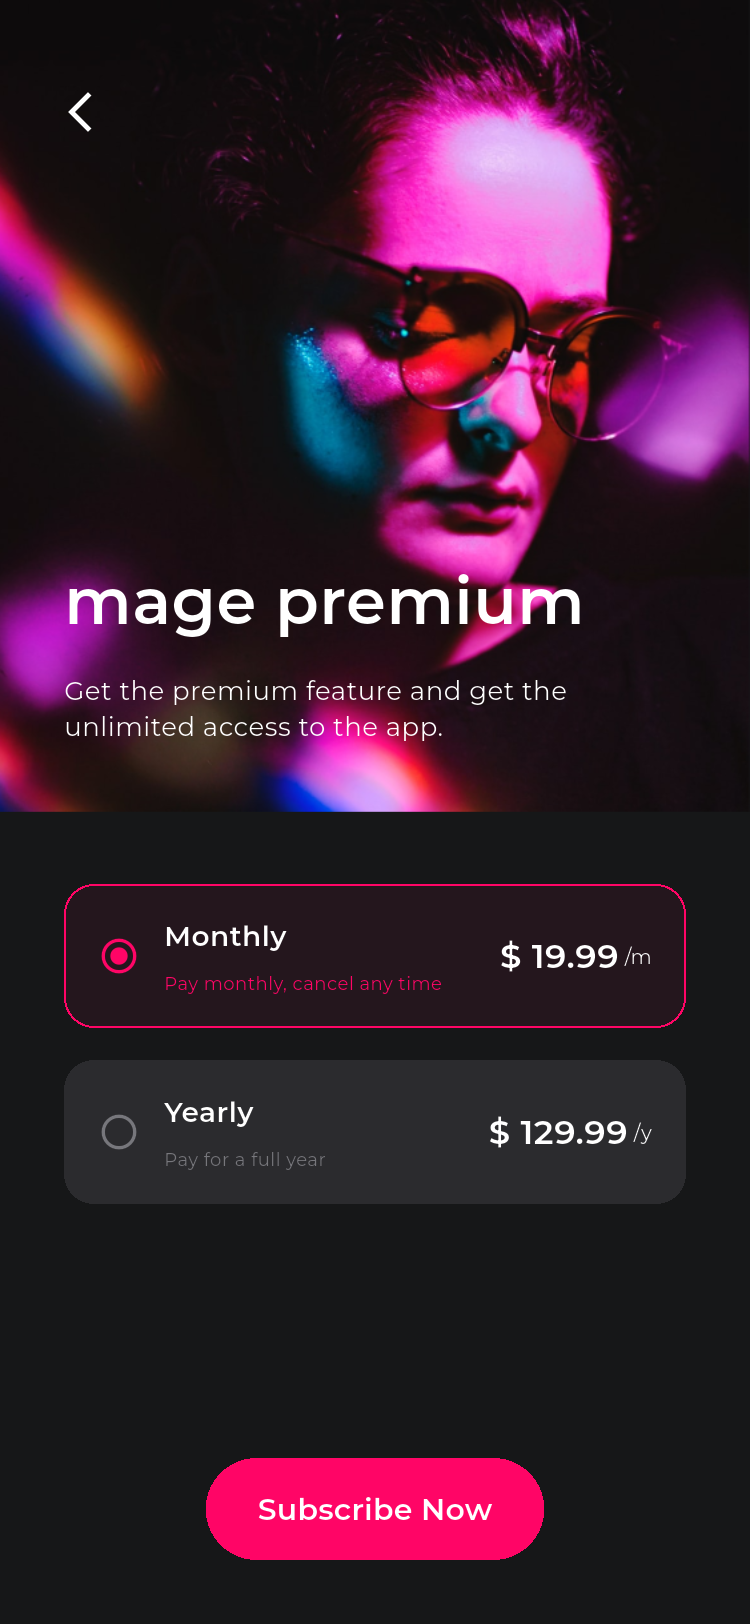 mage premium
Get the premium feature and get the
unlimited access to the app.
Monthly
Pay monthly, cancel any time
$ 19.99 /m
Yearly
Pay for a full year
$ 129.99 /y
Subscribe Now